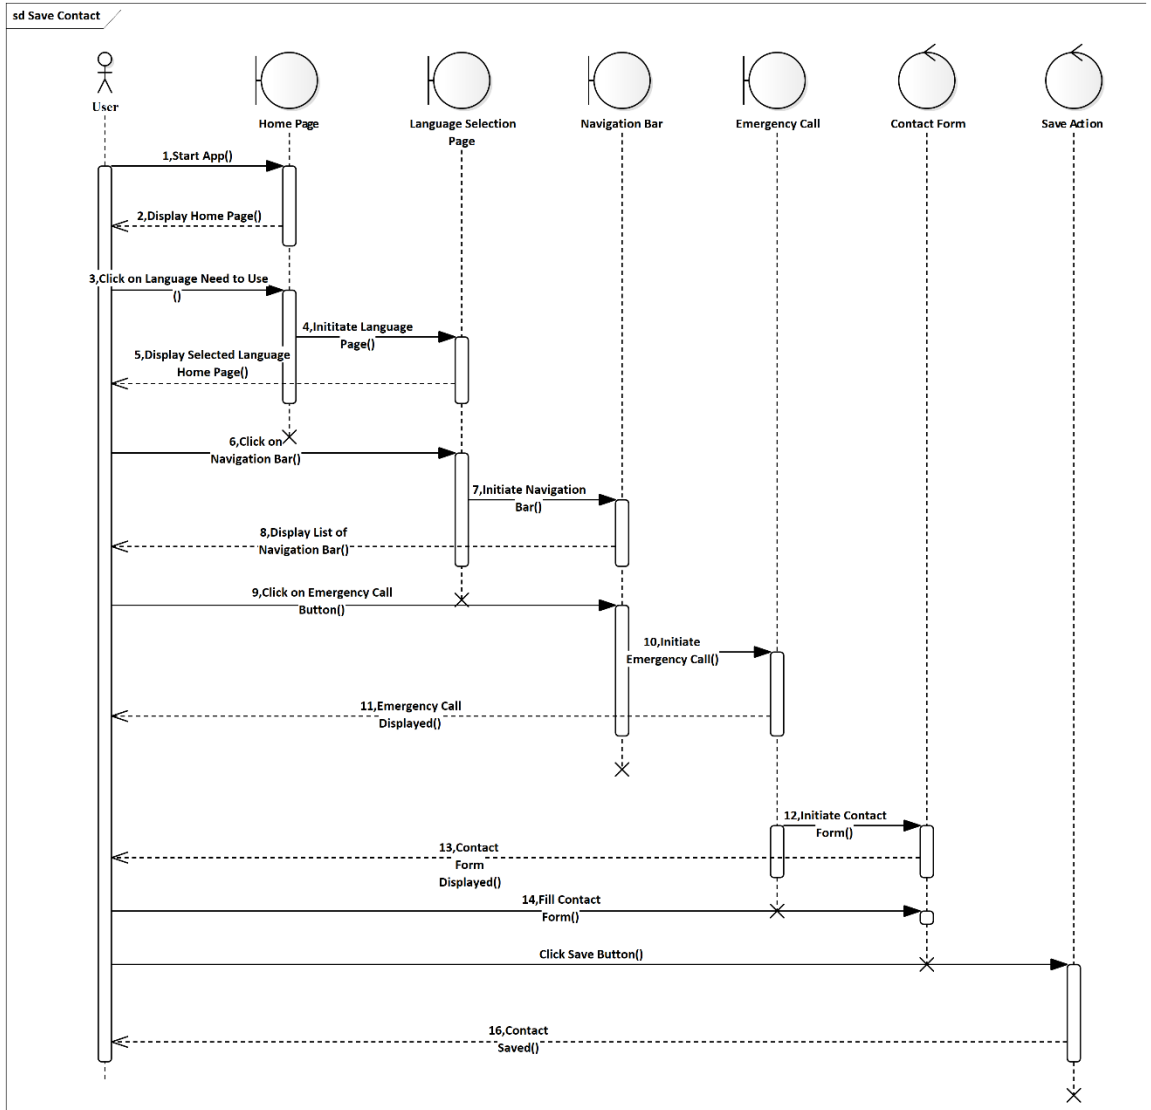 sd Save Contact
User
Home Page
Language Selection
Page
Navigation Bar
Emergency Call
Contact Form
Save Action
1,Start App()
2,Display Home Page()
3,Click on Language Need to Use
()
4,Inititate Language
Page()
5,Display Selected Language
Home Page()
6,Click on
Navigation Bar()
7,Initiate Navigation
Bar()
8,Display List of
Navigation Bar()
9,Click on Emergency Call
Button()
10,Initiate
Emergency Call()
11,Emergency Call
Displayed()
12,Initiate Contact
Form()
13,Contact
Form
Displayed()
14,Fill Contact
Form()
Click Save Button()
16,Contact
Saved()